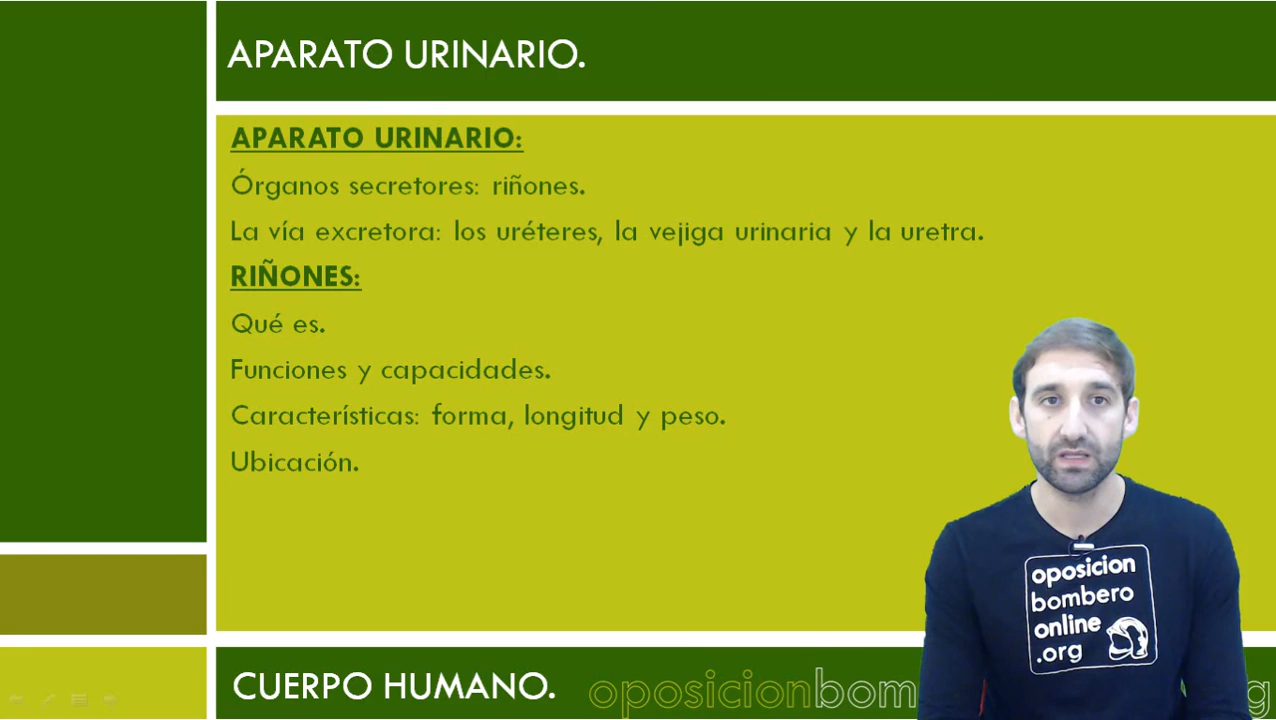 APARATO URINARIO.
APARATO URINARIO:
Órganos secretores: riñones.
La vía excretora: los uréteres, la vejiga urinaria y la uretra.
RIÑONES:
Qué es.
Funciones y capacidades.
Características: forma, longitud y peso.
Ubicación.
oposicion
bombero
online
.org
CUERPO HUMANO.